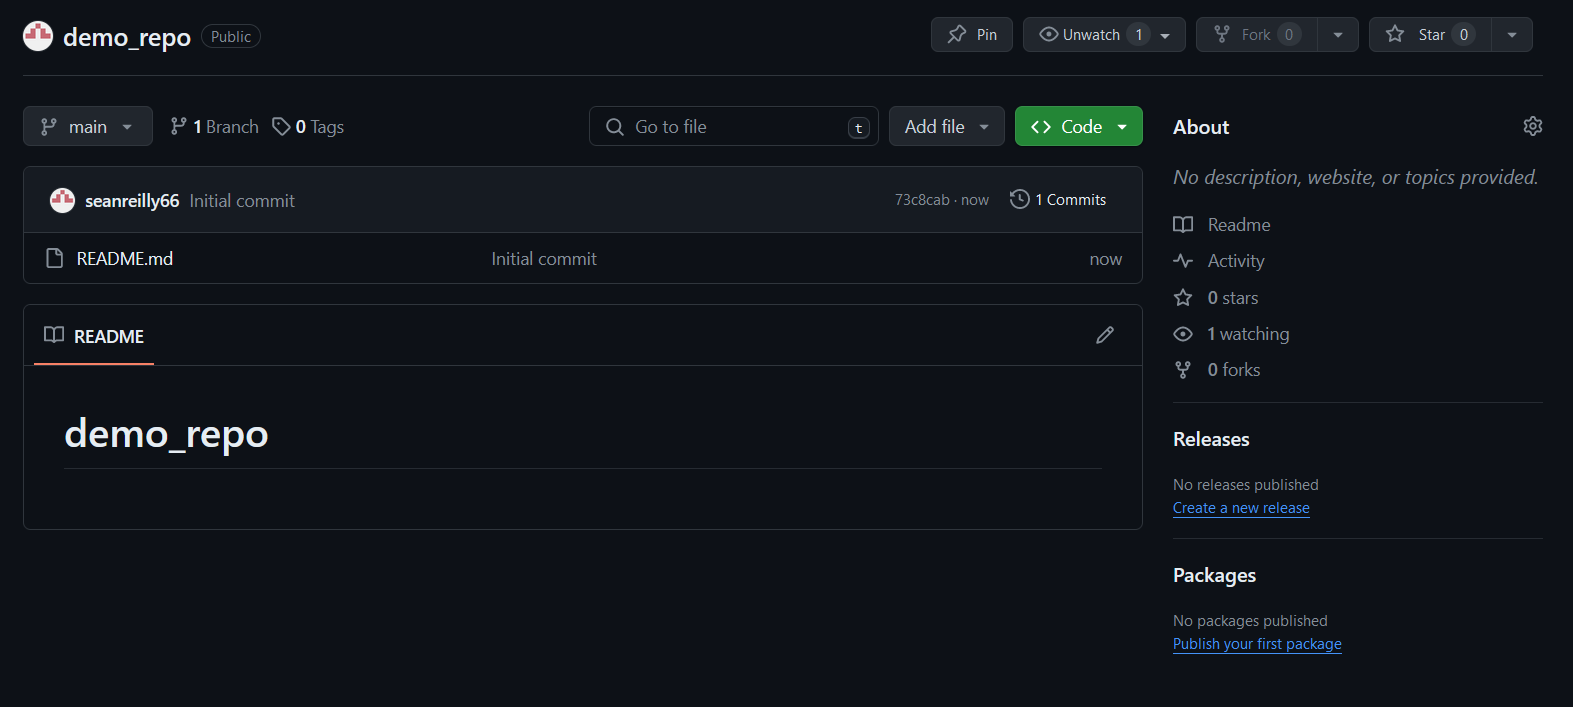 demo_repo Public Pin Unwatch 1 Fork 0 Star 0
main 1 Branch 0 Tags Go to file t Add file Code
seanreilly66 Initial commit 73c8cab · now 1 Commits
README.md Initial commit now
README
demo_repo
About
No description, website, or topics provided.
Readme
Activity
0 stars
1 watching
0 forks
Releases
No releases published
Create a new release
Packages
No packages published
Publish your first package